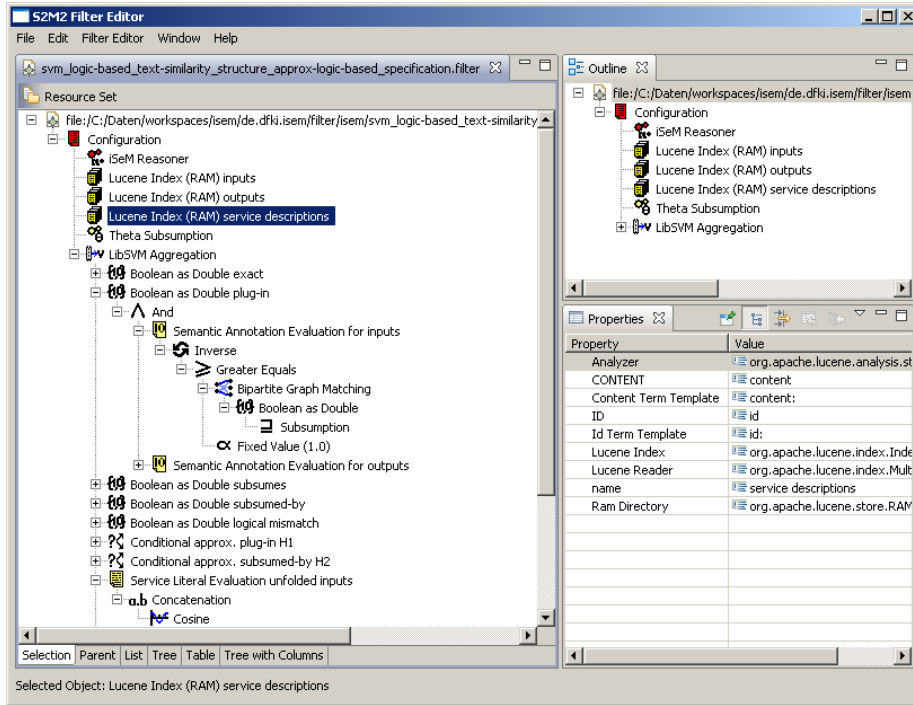 S2M2 Filter Editor
File Edit Filter Editor Window Help
svm_logic-based_text-similarity_structure_approx-logic-based_specification.filter
Resource Set
file:/C:/Daten/workspaces/isem/de.dfki.isem/filter/isem/svm_logic-based_text-similarity
Configuration
iSeM Reasoner
Lucene Index (RAM) inputs
Lucene Index (RAM) outputs
Lucene Index (RAM) service descriptions
Theta Subsumption
LibSVM Aggregation
Boolean as Double exact
Boolean as Double plug-in
And
Semantic Annotation Evaluation for inputs
Inverse
Greater Equals
Bipartite Graph Matching
Boolean as Double
Subsumption
α Fixed Value (1.0)
Semantic Annotation Evaluation for outputs
Boolean as Double subsumes
Boolean as Double subsumed-by
Boolean as Double logical mismatch
Conditional approx. plug-in H1
Conditional approx. subsumed-by H2
Service Literal Evaluation unfolded inputs
a.b Concatenation
Cosine
Selection Parent List Tree Table Tree with Columns
Selected Object: Lucene Index (RAM) service descriptions
Outline
file:/C:/Daten/workspaces/isem/de.dfki.isem/filter/isem
Configuration
iSeM Reasoner
Lucene Index (RAM) inputs
Lucene Index (RAM) outputs
Lucene Index (RAM) service descriptions
Theta Subsumption
LibSVM Aggregation
Properties
Property Value
Analyzer org.apache.lucene.analysis.st
CONTENT content
Content Term Template content:
ID id
Id Term Template id:
Lucene Index org.apache.lucene.index.Inde
Lucene Reader org.apache.lucene.index.Mult
name service descriptions
Ram Directory org.apache.lucene.store.RAM